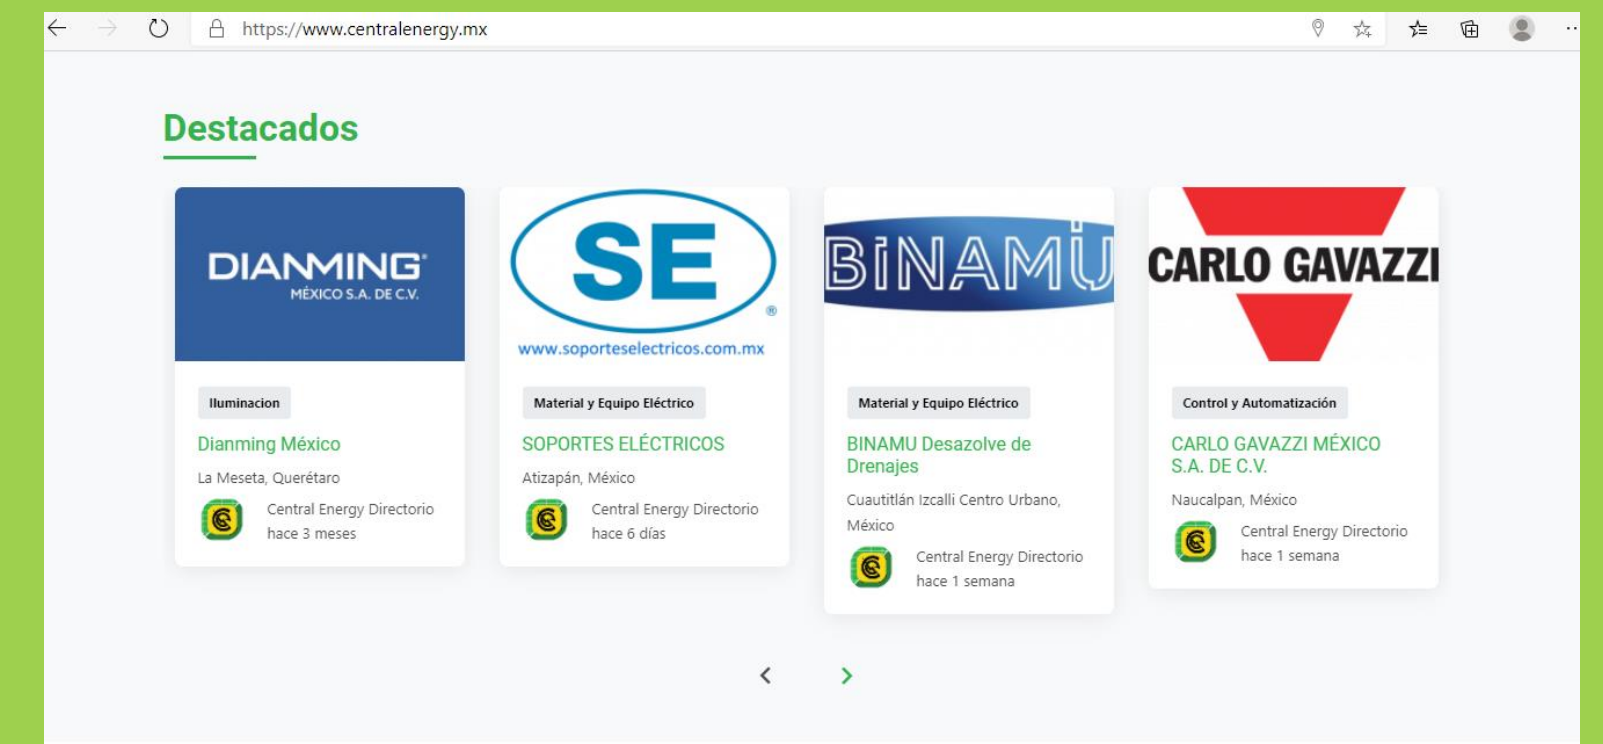 https://www.centralenergy.mx
Destacados
DIANMING®
MÉXICO S.A. DE C.V.
Iluminacion
Dianming México
La Meseta, Querétaro
Central Energy Directorio
hace 3 meses
SE
®
www.soporteselectricos.com.mx
Material y Equipo Eléctrico
SOPORTES ELÉCTRICOS
Atizapán, México
Central Energy Directorio
hace 6 días
BINAMÜ
Material y Equipo Eléctrico
BINAMU Desazolve de
Drenajes
Cuautitlán Izcalli Centro Urbano,
México
Central Energy Directorio
hace 1 semana
CARLO GAVAZZI
Control y Automatización
CARLO GAVAZZI MÉXICO
S.A. DE C.V.
Naucalpan, México
Central Energy Directorio
hace 1 semana